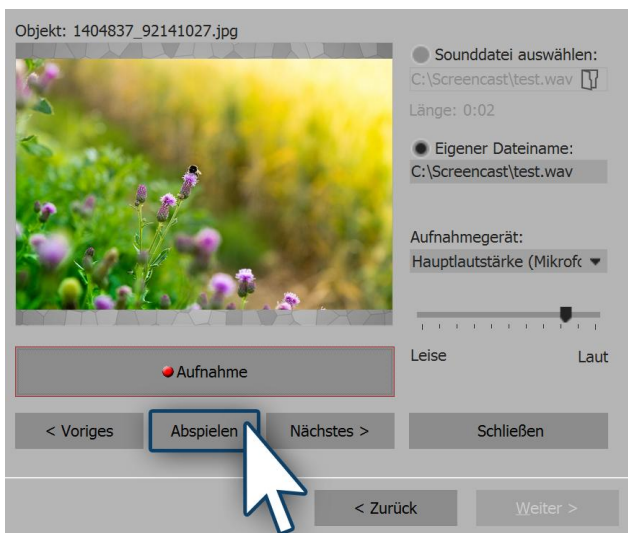 Objekt: 1404837_92141027.jpg
Sounddatei auswählen:
C:\Screencast\test.wav
Länge: 0:02
Eigener Dateiname:
C:\Screencast\test.wav
Aufnahmegerät:
Hauptlautstärke (Mikrofo
Leise Laut
Aufnahme
< Voriges Abspielen Nächstes > Schließen
< Zurück Weiter >